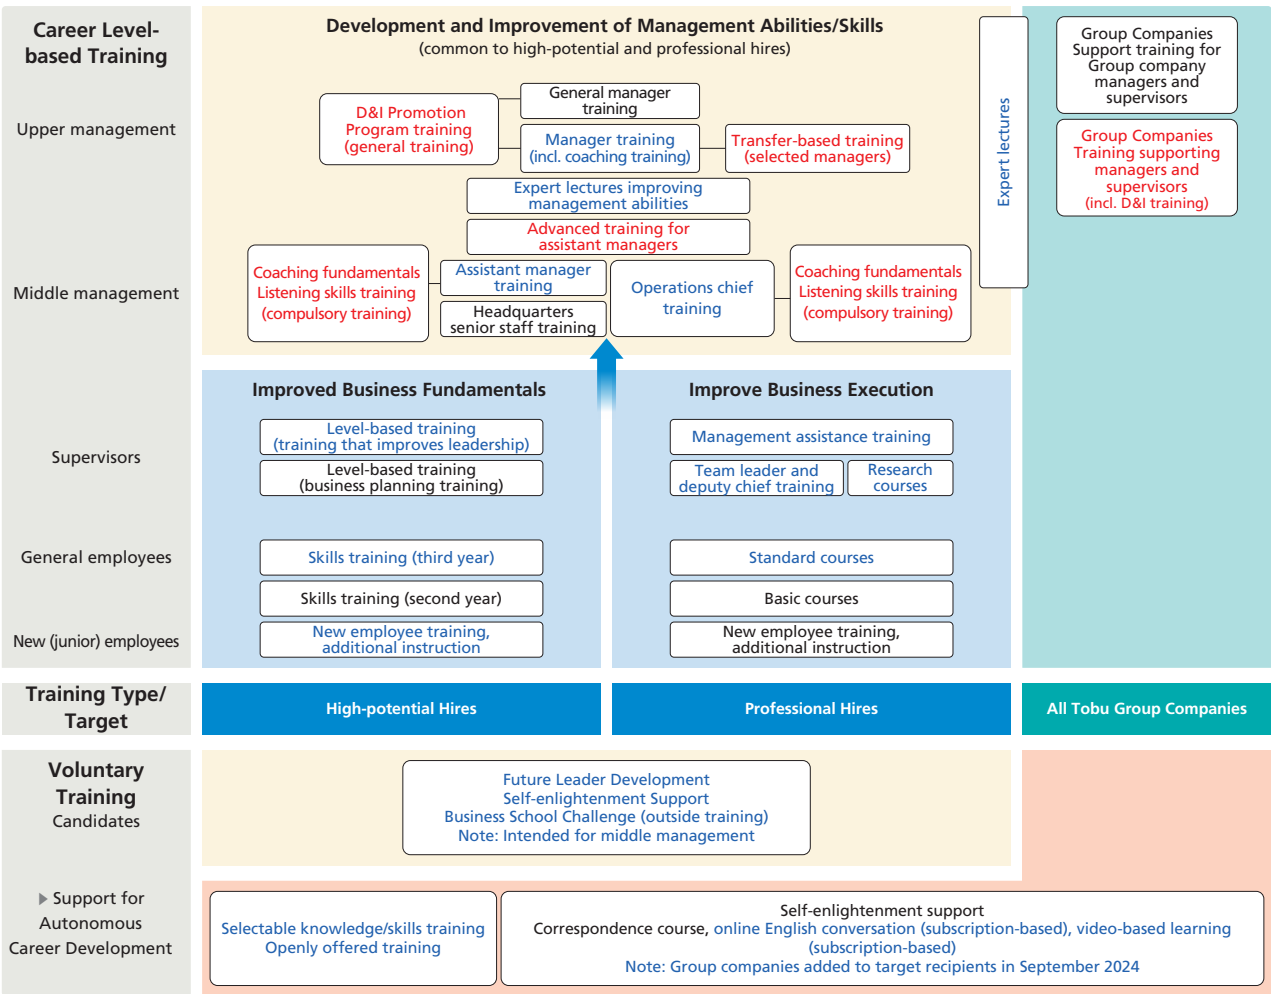 Career Level-
based Training
Upper management
Middle management
Supervisors
General employees
New (junior) employees
Development and Improvement of Management Abilities/Skills
(common to high-potential and professional hires)
D&I Promotion
Program training
(general training)
General manager
training
Manager training
(incl. coaching training)
Transfer-based training
(selected managers)
Expert lectures improving
management abilities
Advanced training for
assistant managers
Coaching fundamentals
Listening skills training
(compulsory training)
Assistant manager
training
Headquarters
senior staff training
Operations chief
training
Coaching fundamentals
Listening skills training
(compulsory training)
Expert lectures
Group Companies
Support training for
Group company
managers and
supervisors
Group Companies
Training supporting
managers and
supervisors
(incl. D&I training)
Improved Business Fundamentals
Level-based training
(training that improves leadership)
Level-based training
(business planning training)
Skills training (third year)
Skills training (second year)
New employee training,
additional instruction
Improve Business Execution
Management assistance training
Team leader and
deputy chief training
Research
courses
Standard courses
Basic courses
New employee training,
additional instruction
Training Type/
Target
High-potential Hires
Professional Hires
All Tobu Group Companies
Voluntary
Training
Candidates
Future Leader Development
Self-enlightenment Support
Business School Challenge (outside training)
Note: Intended for middle management
▶ Support for
Autonomous
Career Development
Selectable knowledge/skills training
Openly offered training
Self-enlightenment support
Correspondence course, online English conversation (subscription-based), video-based learning
(subscription-based)
Note: Group companies added to target recipients in September 2024